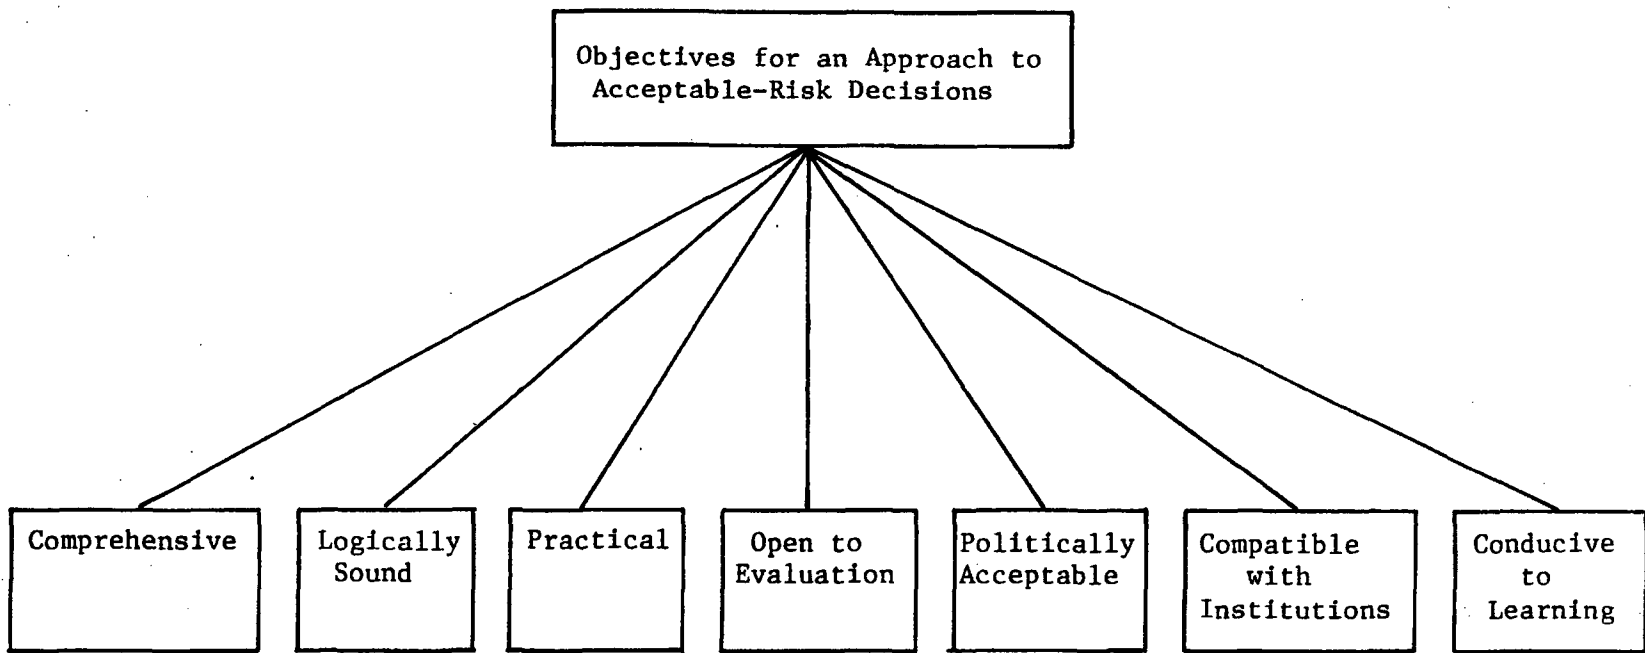 Objectives for an Approach to
Acceptable-Risk Decisions
Comprehensive
Logically
Sound
Practical
Open to
Evaluation
Politically
Acceptable
Compatible
with
Institutions
Conducive
to
Learning